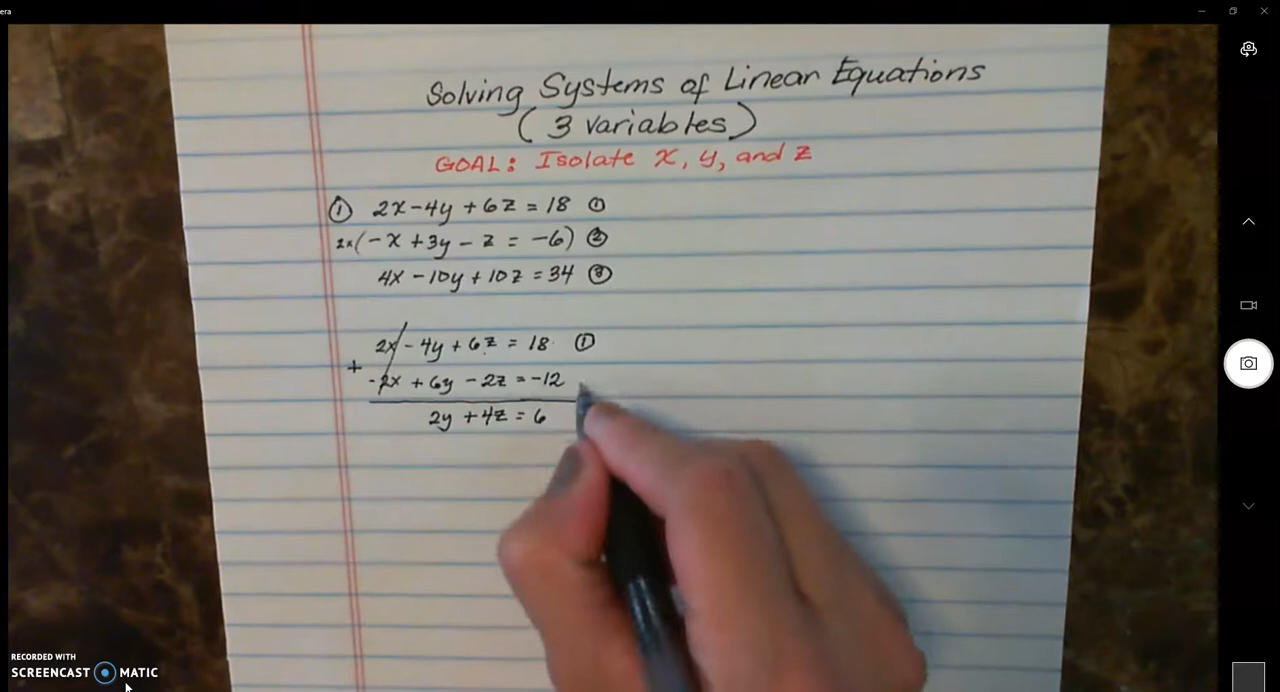 era
Solving Systems of Linear Equations
( 3 variables )
GOAL: Isolate x, y, and z
① 2x - 4y + 6z = 18 ①
2×(-x + 3y - z = -6) ②
4x - 10y + 10z = 34 ③
2x - 4y + 6z = 18 ①
+
-2x + 6y - 2z = -12
2y + 4z = 6
RECORDED WITH
SCREENCAST MATIC